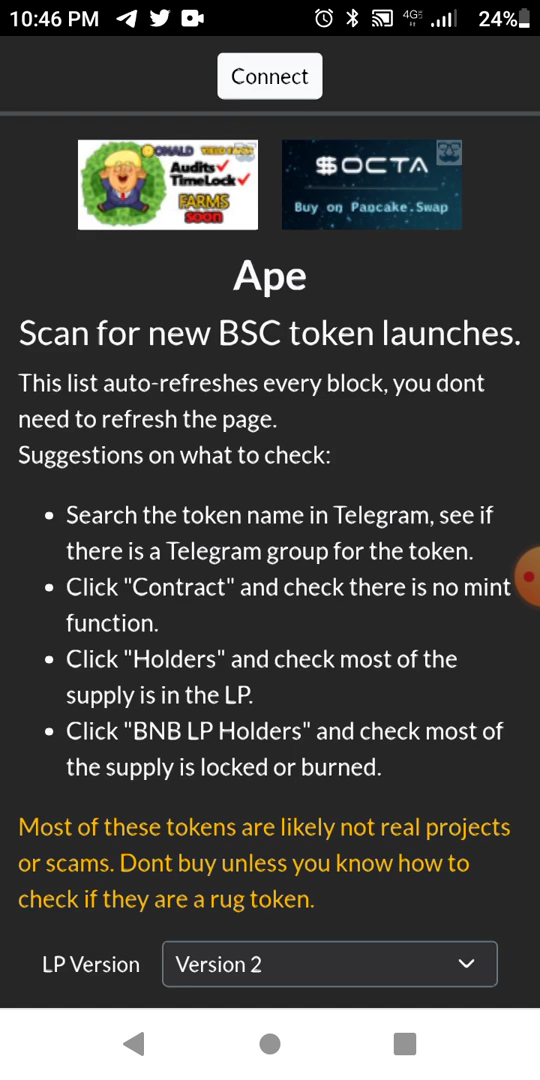 10:46 PM 4G 24%
Connect
Audits
TimeLock
FARMS
soon
$OCTA
Buy on Pancake.Swap
Ape
Scan for new BSC token launches.
This list auto-refreshes every block, you dont
need to refresh the page.
Suggestions on what to check:
Search the token name in Telegram, see if
there is a Telegram group for the token.
Click "Contract" and check there is no mint
function.
Click "Holders" and check most of the
supply is in the LP.
Click "BNB LP Holders" and check most of
the supply is locked or burned.
Most of these tokens are likely not real projects
or scams. Dont buy unless you know how to
check if they are a rug token.
LP Version Version 2